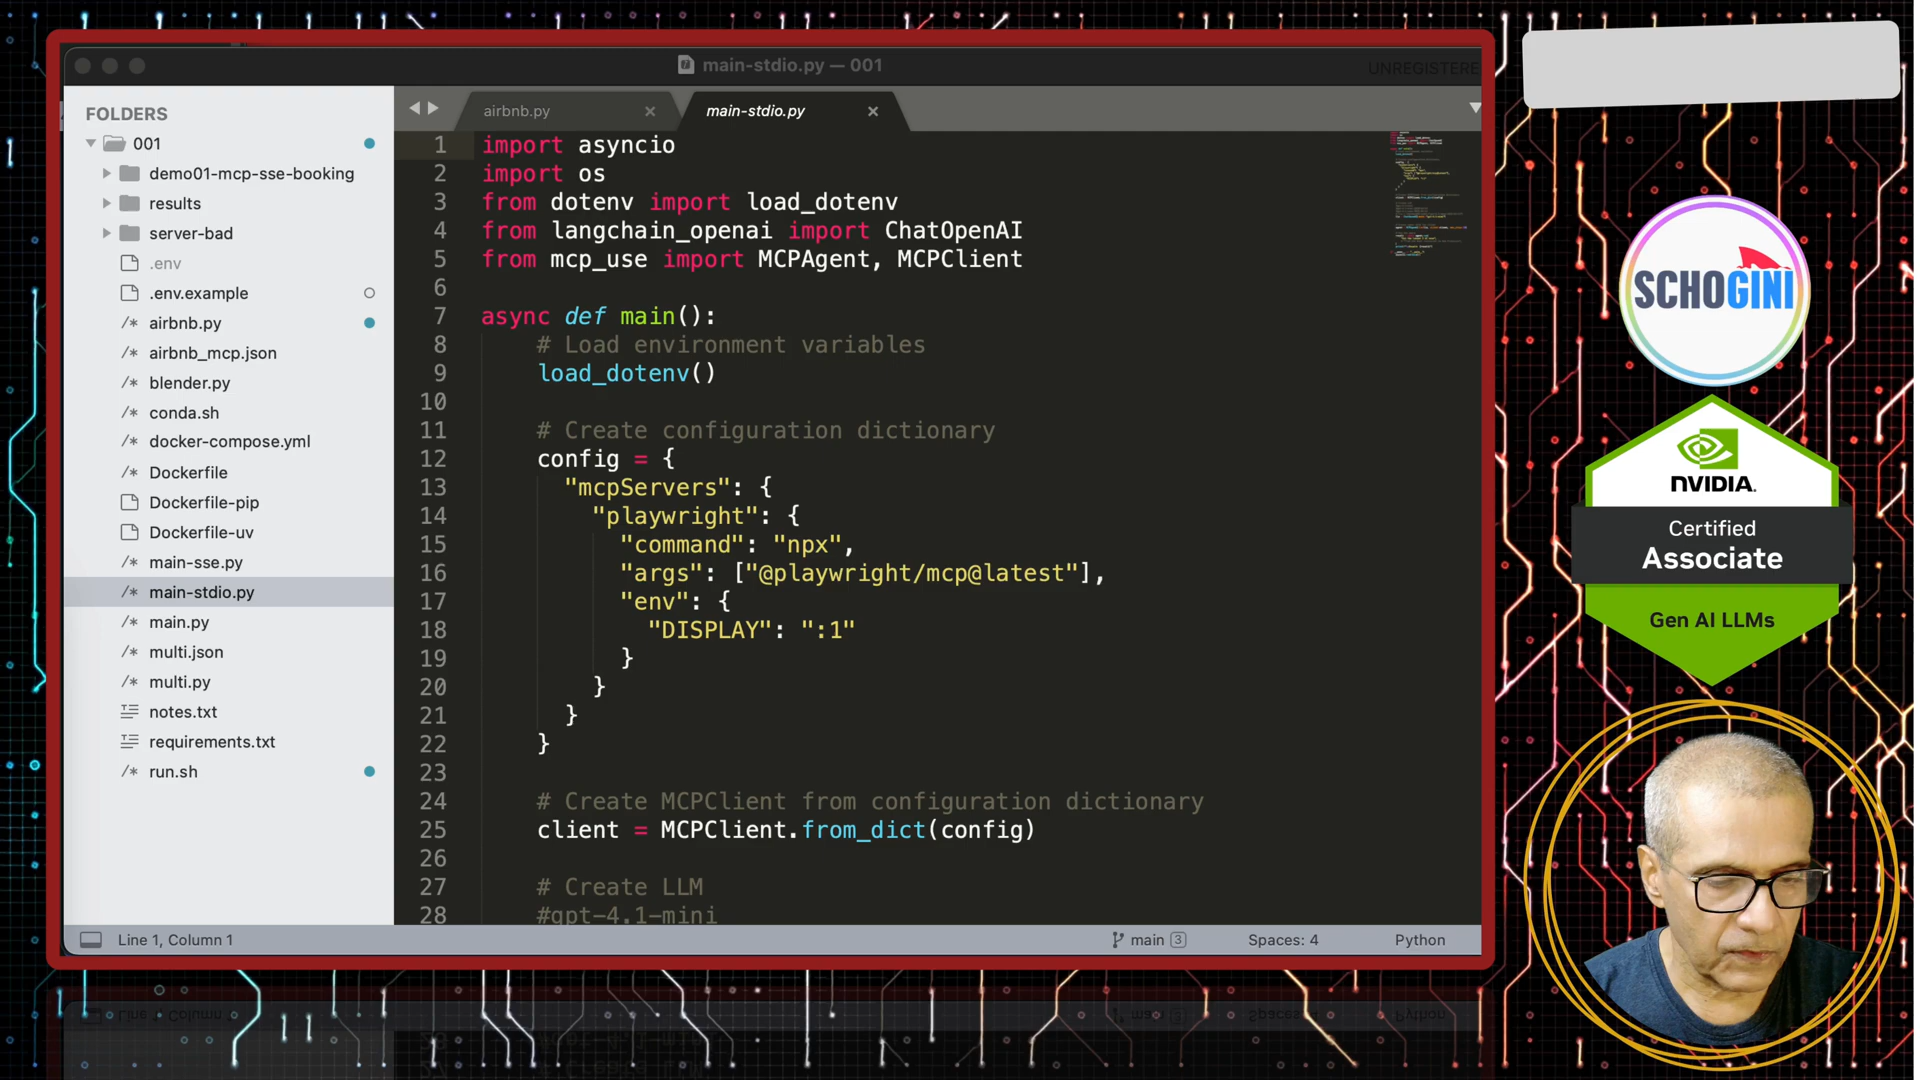 main-stdio.py — 001
UNREGISTERE
FOLDERS
001
demo01-mcp-sse-booking
results
server-bad
.env
.env.example
airbnb.py
airbnb_mcp.json
blender.py
conda.sh
docker-compose.yml
Dockerfile
Dockerfile-pip
Dockerfile-uv
main-sse.py
main-stdio.py
main.py
multi.json
multi.py
notes.txt
requirements.txt
run.sh
airbnb.py
main-stdio.py
1 import asyncio
2 import os
3 from dotenv import load_dotenv
4 from langchain_openai import ChatOpenAI
5 from mcp_use import MCPAgent, MCPClient
6
7 async def main():
8 # Load environment variables
9 load_dotenv()
10
11 # Create configuration dictionary
12 config = {
13 "mcpServers": {
14 "playwright": {
15 "command": "npx",
16 "args": ["@playwright/mcp@latest"],
17 "env": {
18 "DISPLAY": ":1"
19 }
20 }
21 }
22 }
23
24 # Create MCPClient from configuration dictionary
25 client = MCPClient.from_dict(config)
26
27 # Create LLM
28 #gpt-4.1-mini
Line 1, Column 1
main 3
Spaces: 4
Python
SCHOGINI
NVIDIA.
Certified
Associate
Gen AI LLMs